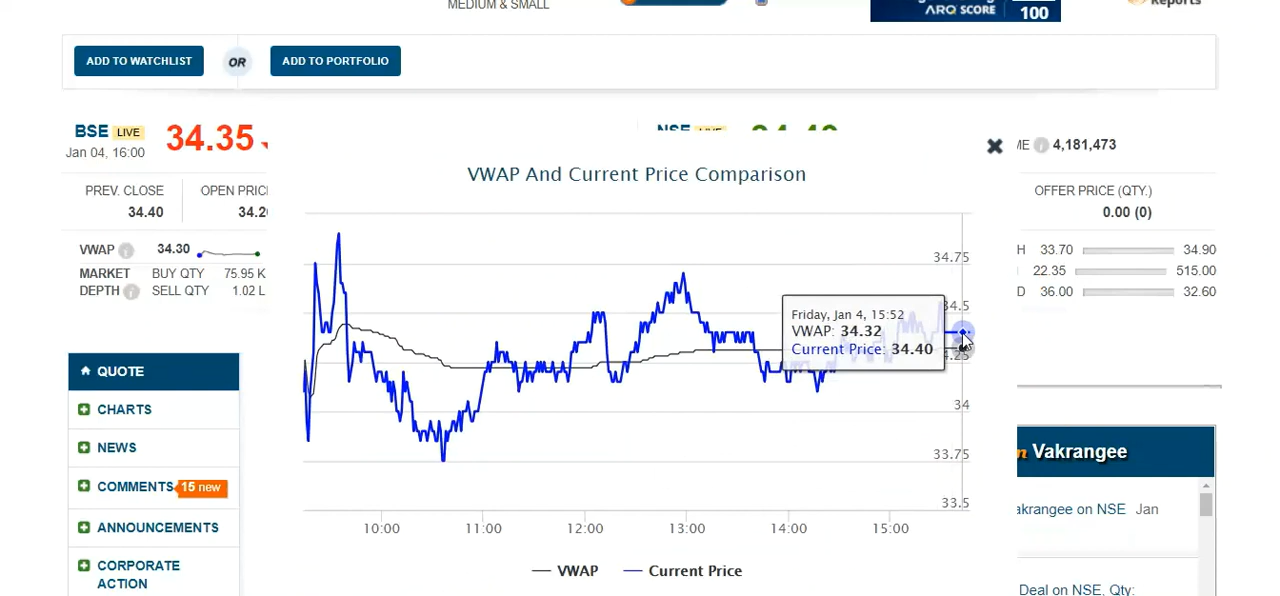 MEDIUM & SMALL
ARQ SCORE 100
Reports
ADD TO WATCHLIST OR ADD TO PORTFOLIO
BSE LIVE 34.35
Jan 04, 16:00
NSE LIVE
4,181,473
VWAP And Current Price Comparison
PREV. CLOSE OPEN PRIC
34.40 34.20
OFFER PRICE (QTY.)
0.00 (0)
VWAP i 34.30
MARKET BUY QTY 75.95 K
DEPTH i SELL QTY 1.02 L
H 33.70 34.90
22.35 515.00
D 36.00 32.60
34.75
34.5
34.25
34
33.75
33.5
Friday, Jan 4, 15:52
VWAP: 34.32
Current Price: 34.40
10:00 11:00 12:00 13:00 14:00 15:00
VWAP Current Price
QUOTE
CHARTS
NEWS
COMMENTS 15 new
ANNOUNCEMENTS
CORPORATE
ACTION
n Vakrangee
akrangee on NSE Jan
Deal on NSE, Qty: